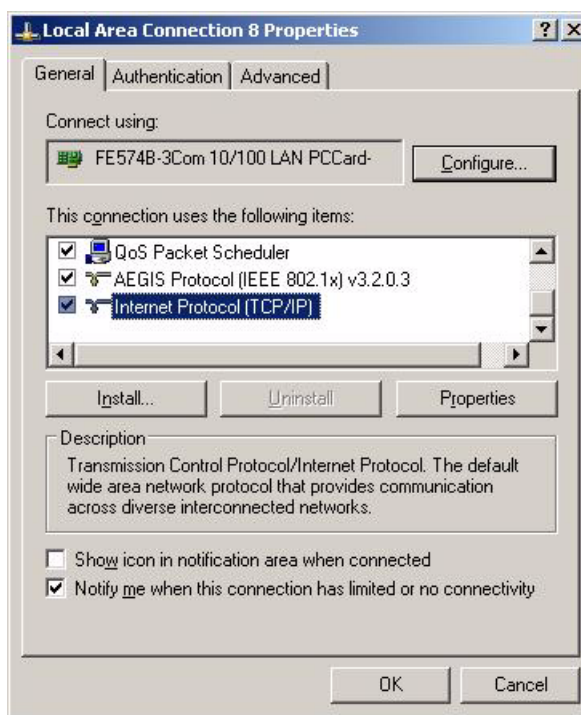 Local Area Connection 8 Properties
General Authentication Advanced
Connect using:
FE574B-3Com 10/100 LAN PCCard-
Configure...
This connection uses the following items:
QoS Packet Scheduler
AEGIS Protocol (IEEE 802.1x) v3.2.0.3
Internet Protocol (TCP/IP)
Install... Uninstall Properties
Description
Transmission Control Protocol/Internet Protocol. The default
wide area network protocol that provides communication
across diverse interconnected networks.
Show icon in notification area when connected
Notify me when this connection has limited or no connectivity
OK Cancel